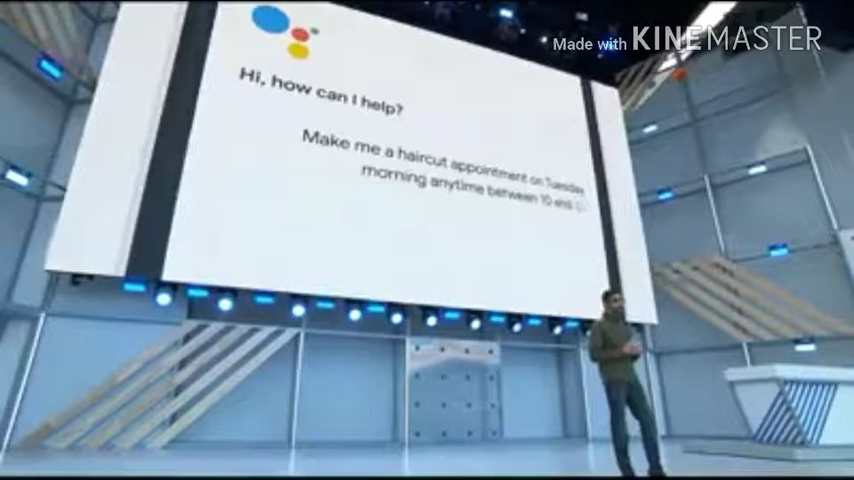 Made with KINEMASTER
Hi, how can I help?
Make me a haircut appointment on Tuesday
morning anytime between 10 and